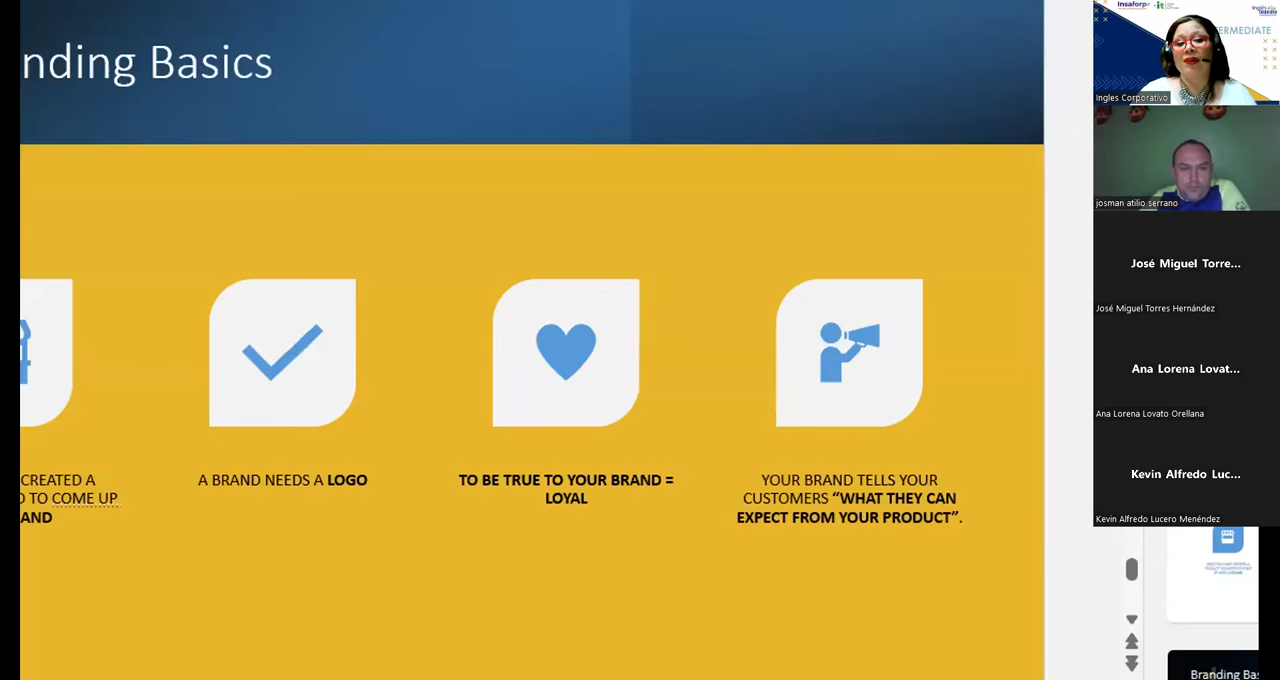 nding Basics
CREATED A
D TO COME UP
AND
A BRAND NEEDS A LOGO
TO BE TRUE TO YOUR BRAND =
LOYAL
YOUR BRAND TELLS YOUR
CUSTOMERS “WHAT THEY CAN
EXPECT FROM YOUR PRODUCT”.
Insaforp
ERMEDIATE
Ingles Corporativo
josman atilio serrano
José Miguel Torre...
José Miguel Torres Hernández
Ana Lorena Lovat...
Ana Lorena Lovato Orellana
Kevin Alfredo Luc...
Kevin Alfredo Lucero Menéndez
Branding Bas